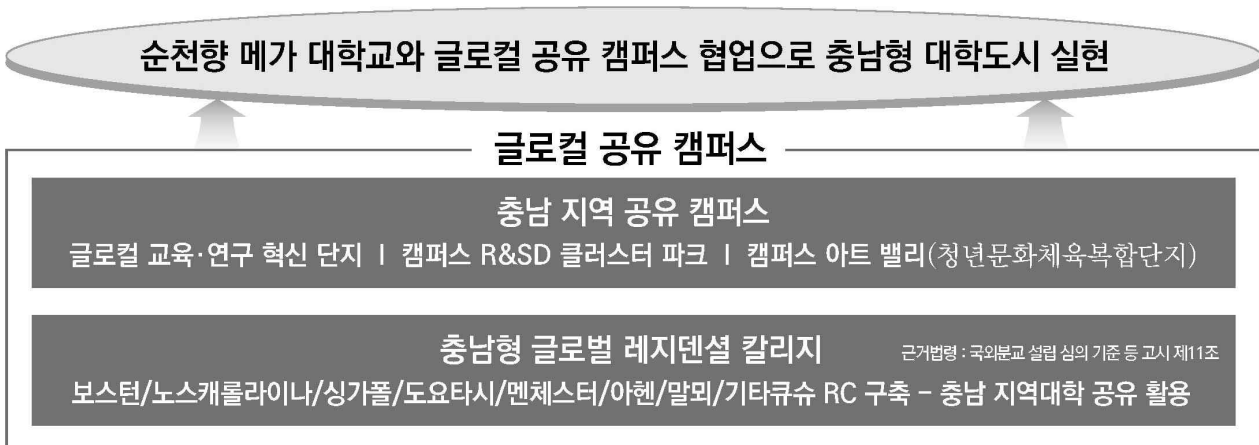 순천향 메가 대학교와 글로컬 공유 캠퍼스 협업으로 충남형 대학도시 실현
글로컬 공유 캠퍼스
충남 지역 공유 캠퍼스
글로컬 교육·연구 혁신 단지 | 캠퍼스 R&SD 클러스터 파크 | 캠퍼스 아트 밸리(청년문화체육복합단지)
충남형 글로벌 레지덴셜 칼리지 근거법령 : 국외분교 설립 심의 기준 등 고시 제11조
보스턴/노스캐롤라이나/싱가폴/도요타시/멘체스터/아헨/말뫼/기타큐슈 RC 구축 – 충남 지역대학 공유 활용